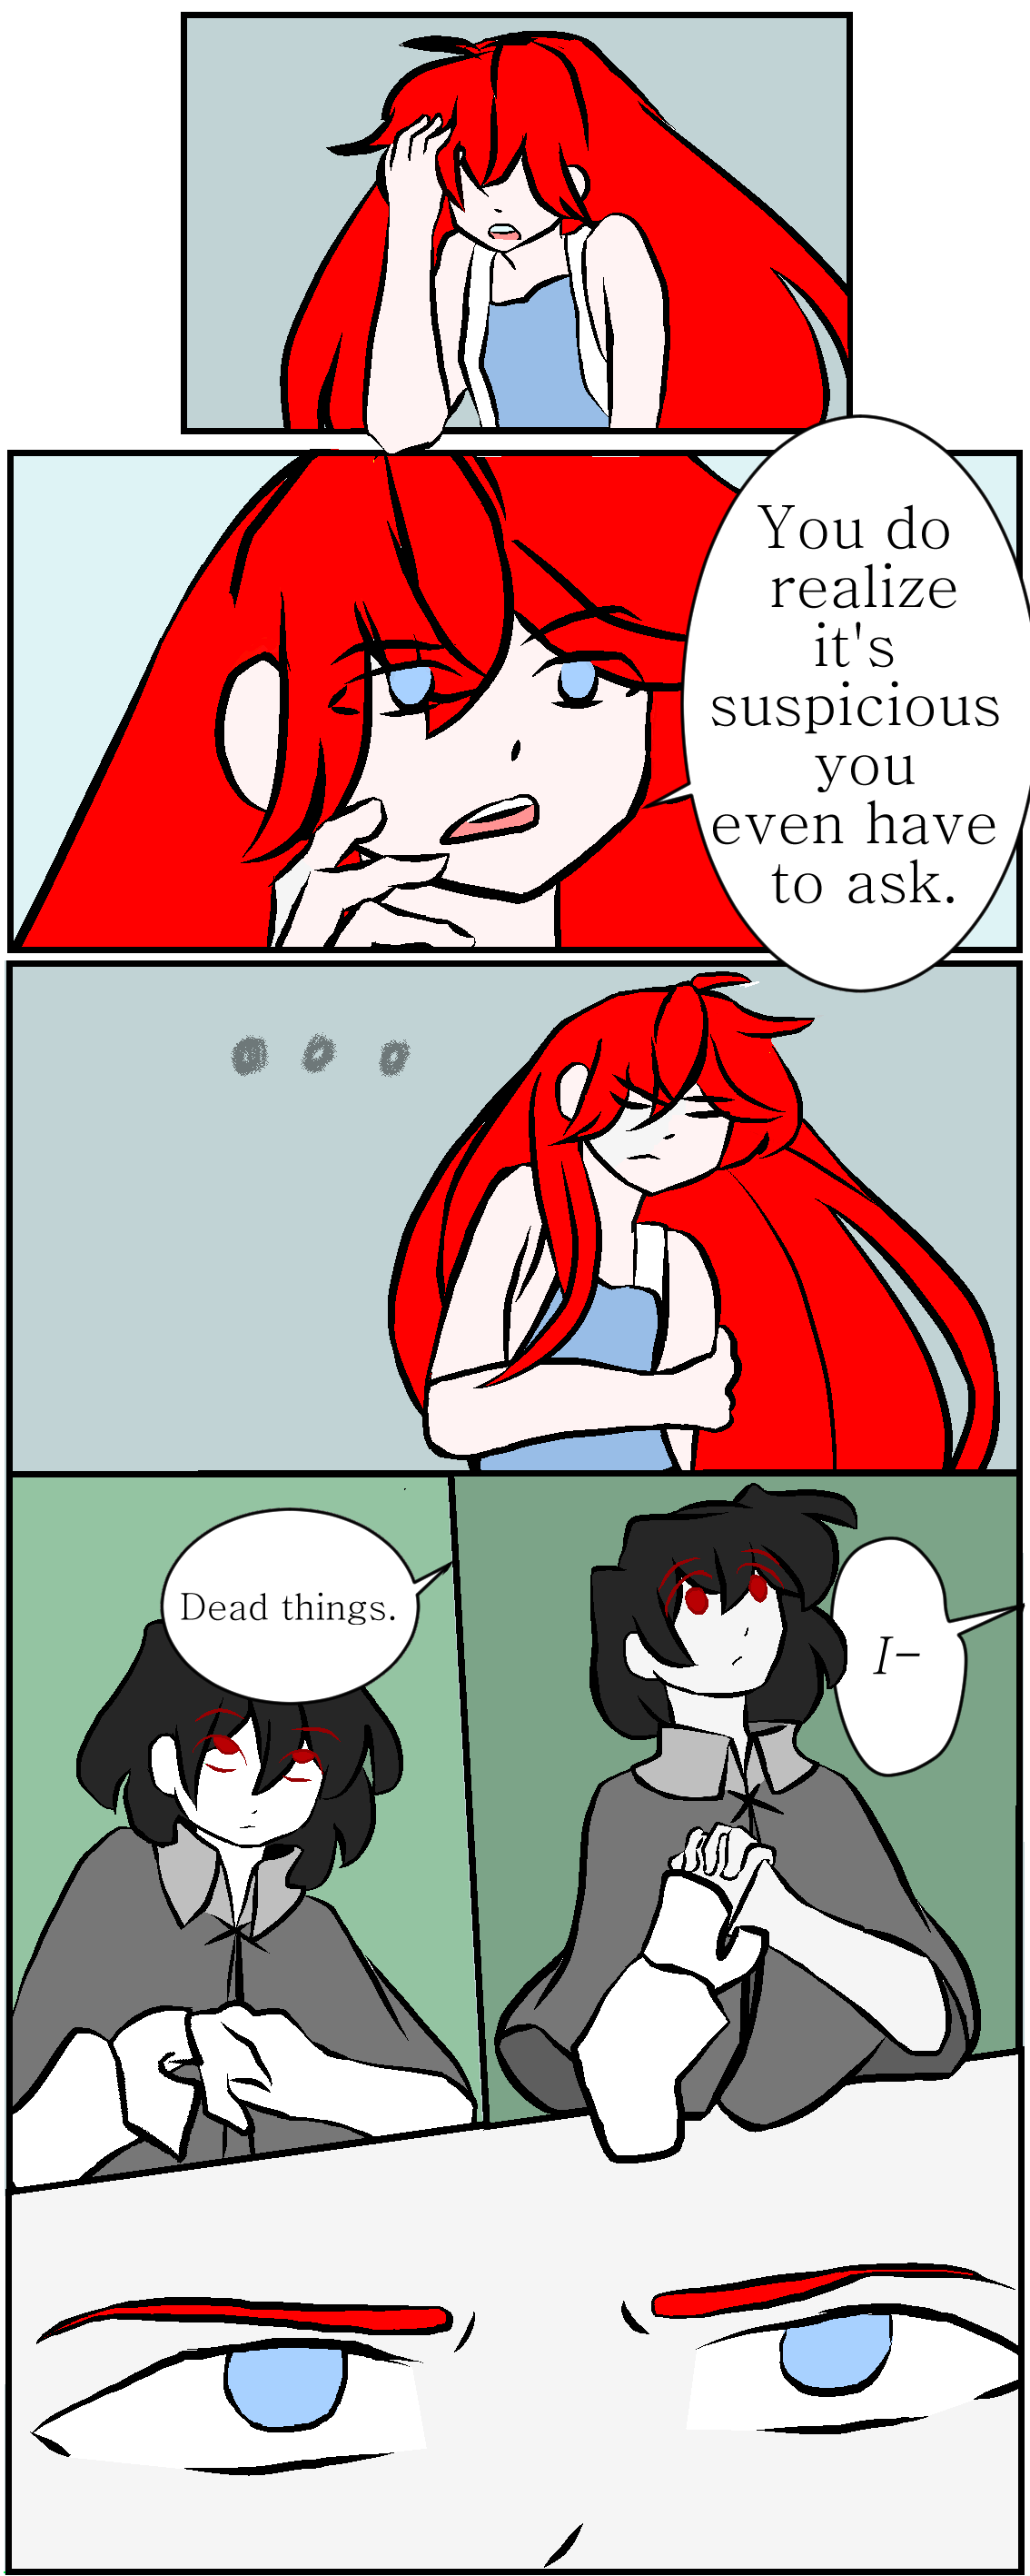 You do
realize
it's
suspicious
you
even have
to ask.
Dead things.
I-